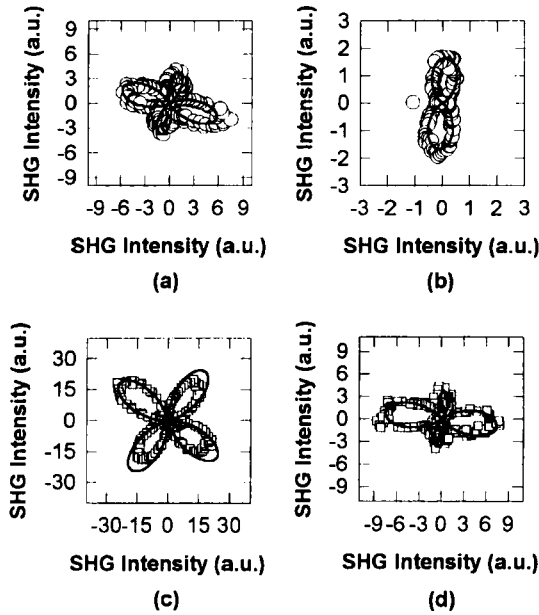 SHG Intensity (a.u.)
9
6
3
0
-3
-6
-9
-9 -6 -3 0 3 6 9
SHG Intensity (a.u.)
(a)
SHG Intensity (a.u.)
3
2
1
0
-1
-2
-3
-3 -2 -1 0 1 2 3
SHG Intensity (a.u.)
(b)
SHG Intensity (a.u.)
30
15
0
-15
-30
-30 -15 0 15 30
SHG Intensity (a.u.)
(c)
SHG Intensity (a.u.)
9
6
3
0
-3
-6
-9
-9 -6 -3 0 3 6 9
SHG Intensity (a.u.)
(d)